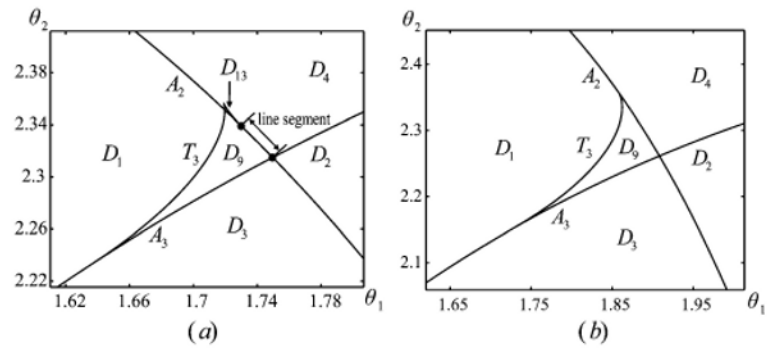 θ₂
2.38
2.34
2.3
2.26
2.22
1.62 1.66 1.7 1.74 1.78 θ₁
A₂
D₁₃
D₄
line segment
D₁
T₃
D₉
D₂
A₃
D₃
(a)
θ₂
2.4
2.3
2.2
2.1
1.65 1.75 1.85 1.95 θ₁
A₂
D₄
D₁
T₃
D₉
D₂
A₃
D₃
(b)